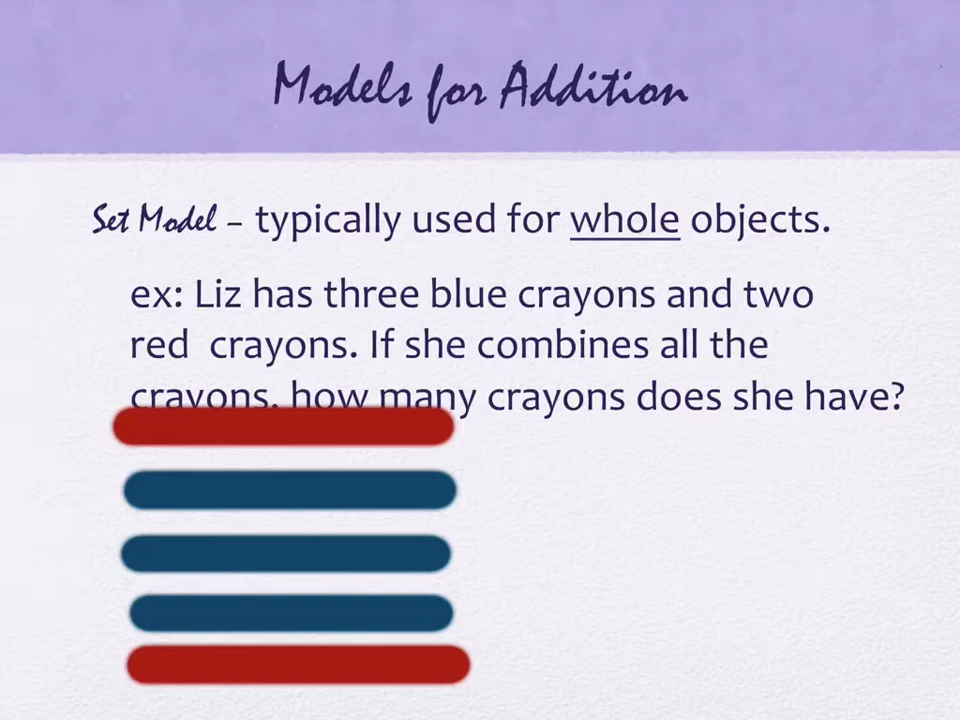 Models for Addition
Set Model – typically used for whole objects.
ex: Liz has three blue crayons and two
red  crayons. If she combines all the
crayons, how many crayons does she have?